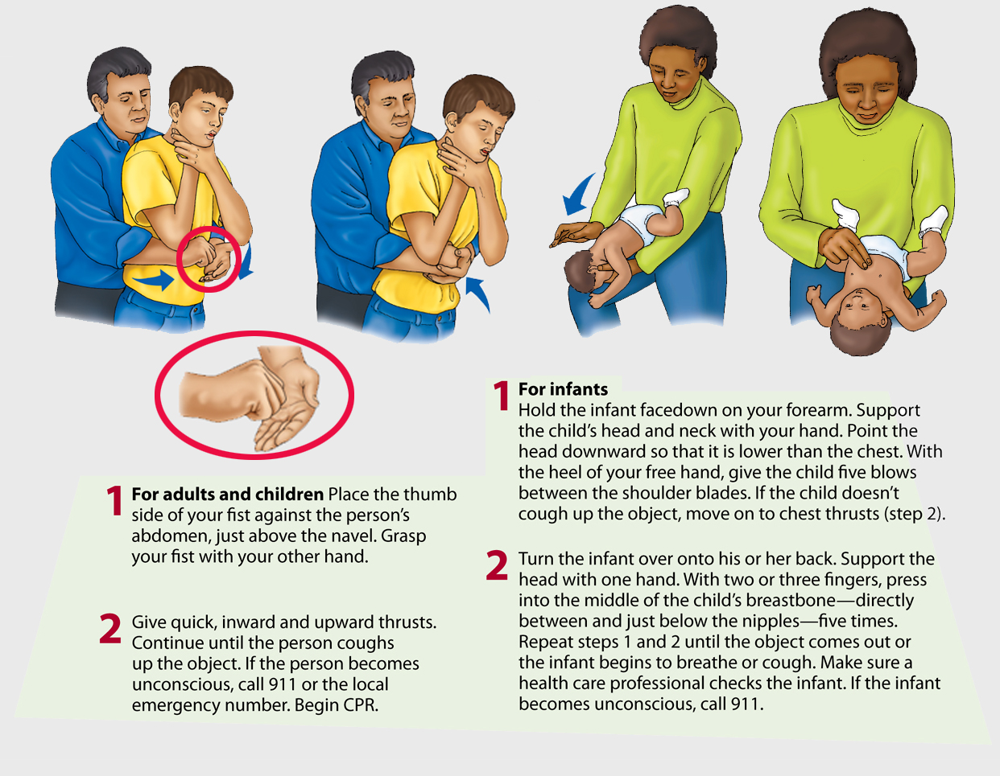 1 For adults and children Place the thumb
side of your fist against the person's
abdomen, just above the navel. Grasp
your fist with your other hand.
2 Give quick, inward and upward thrusts.
Continue until the person coughs
up the object. If the person becomes
unconscious, call 911 or the local
emergency number. Begin CPR.
1 For infants
Hold the infant facedown on your forearm. Support
the child's head and neck with your hand. Point the
head downward so that it is lower than the chest. With
the heel of your free hand, give the child five blows
between the shoulder blades. If the child doesn't
cough up the object, move on to chest thrusts (step 2).
2 Turn the infant over onto his or her back. Support the
head with one hand. With two or three fingers, press
into the middle of the child's breastbone—directly
between and just below the nipples—five times.
Repeat steps 1 and 2 until the object comes out or
the infant begins to breathe or cough. Make sure a
health care professional checks the infant. If the infant
becomes unconscious, call 911.